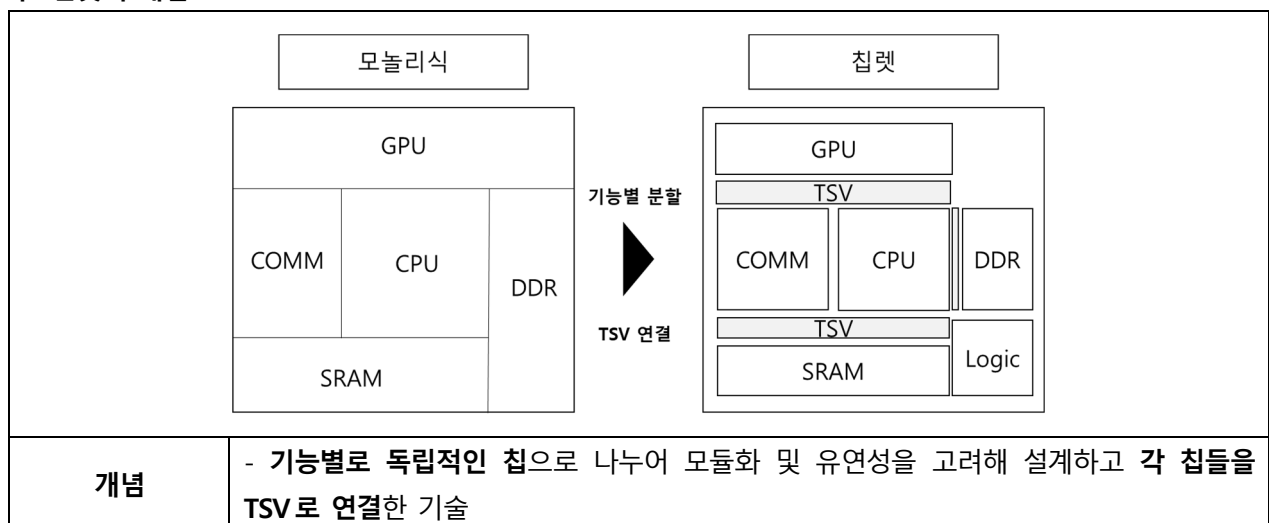 모놀리식
칩렛
GPU
COMM
CPU
DDR
SRAM
기능별 분할
TSV 연결
GPU
TSV
COMM
CPU
DDR
TSV
SRAM
Logic
개념
- 기능별로 독립적인 칩으로 나누어 모듈화 및 유연성을 고려해 설계하고 각 칩들을
TSV로 연결한 기술